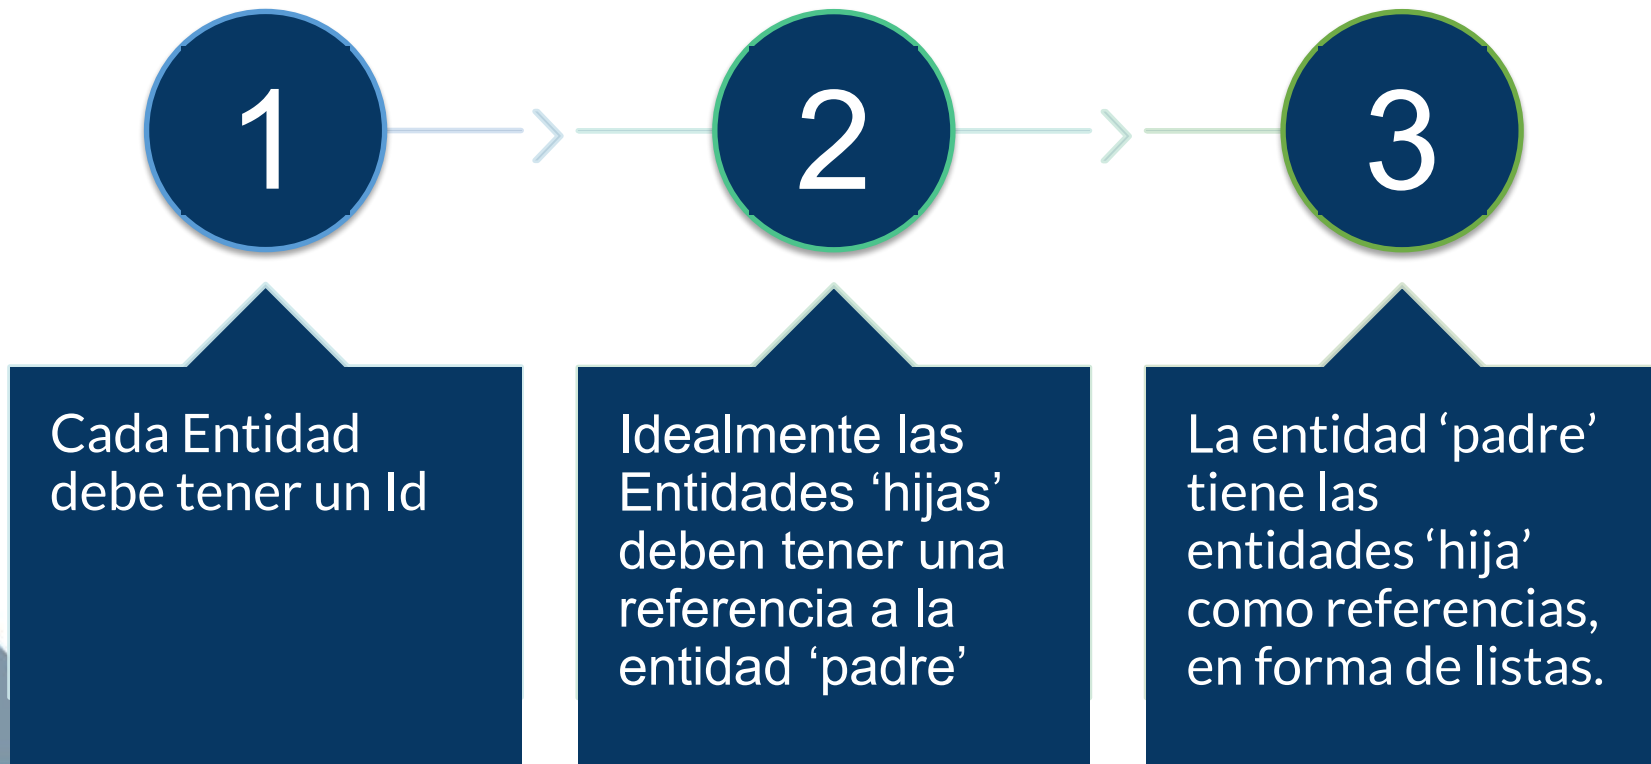 1
2
3
Cada Entidad
debe tener un Id
Idealmente las
Entidades ‘hijas’
deben tener una
referencia a la
entidad ‘padre’
La entidad ‘padre’
tiene las
entidades ‘hija’
como referencias,
en forma de listas.